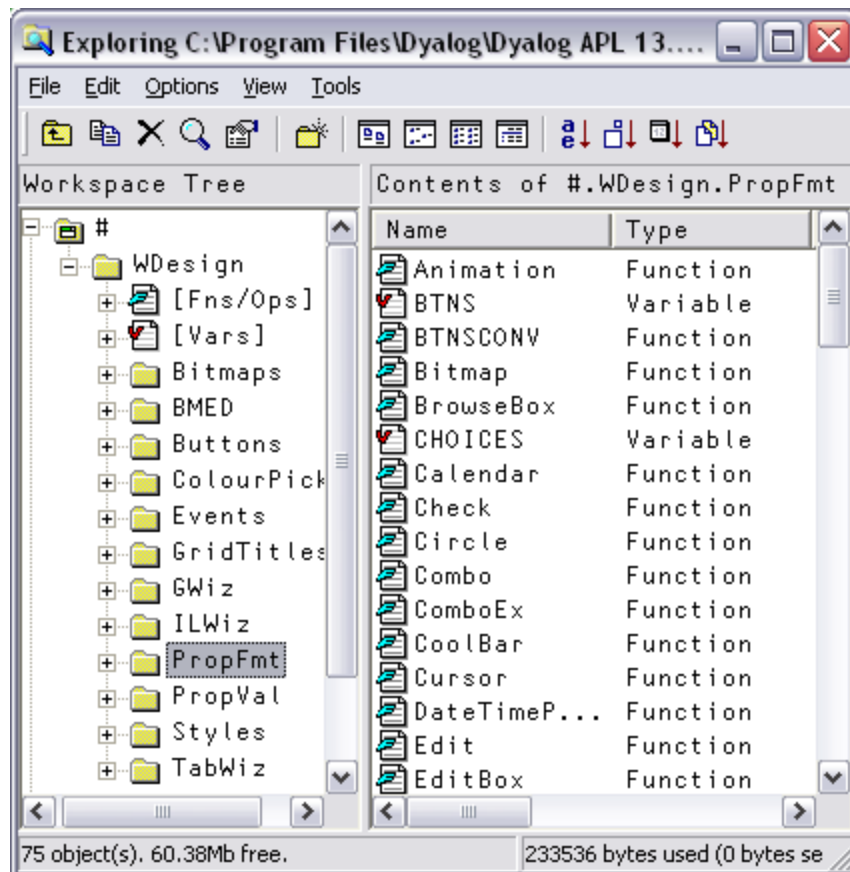 Exploring C:\Program Files\Dyalog\Dyalog APL 13....
File Edit Options View Tools
Workspace Tree
#
WDesign
[Fns/Ops]
[Vars]
Bitmaps
BMED
Buttons
ColourPick
Events
GridTitles
GWiz
ILWiz
PropFmt
PropVal
Styles
TabWiz
Contents of #.WDesign.PropFmt
Name Type
Animation Function
BTNS Variable
BTNSCONV Function
Bitmap Function
BrowseBox Function
CHOICES Variable
Calendar Function
Check Function
Circle Function
Combo Function
ComboEx Function
CoolBar Function
Cursor Function
DateTimeP... Function
Edit Function
EditBox Function
75 object(s). 60.38Mb free.
233536 bytes used (0 bytes se